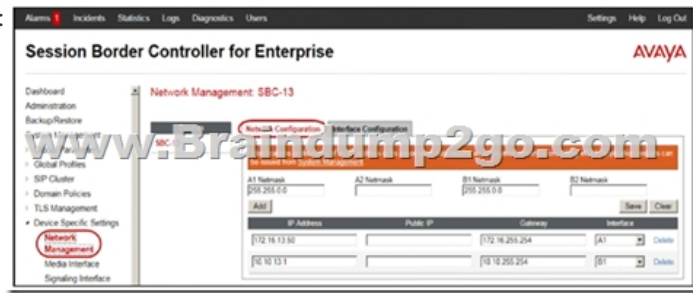 :
Alarms 1 Incidents Statistics Logs Diagnostics Users Settings Help Log Out
Session Border Controller for Enterprise
AVAYA
Dashboard
Administration
Backup/Restore
System Management
Global Profiles
SIP Cluster
Domain Policies
TLS Management
Device Specific Settings
Network
Management
Media Interface
Signaling Interface
Network Management: SBC-13
www.Braindump2go.com
Network Configuration Interface Configuration
be issued from System Management
A1 Netmask A2 Netmask B1 Netmask B2 Netmask
255.255.0.0 255.255.0.0
Add Save Clear
IP Address Public IP Gateway Interface
172.16.13.50 172.16.255.254 A1 Delete
10.10.13.1 10.10.255.254 B1 Delete